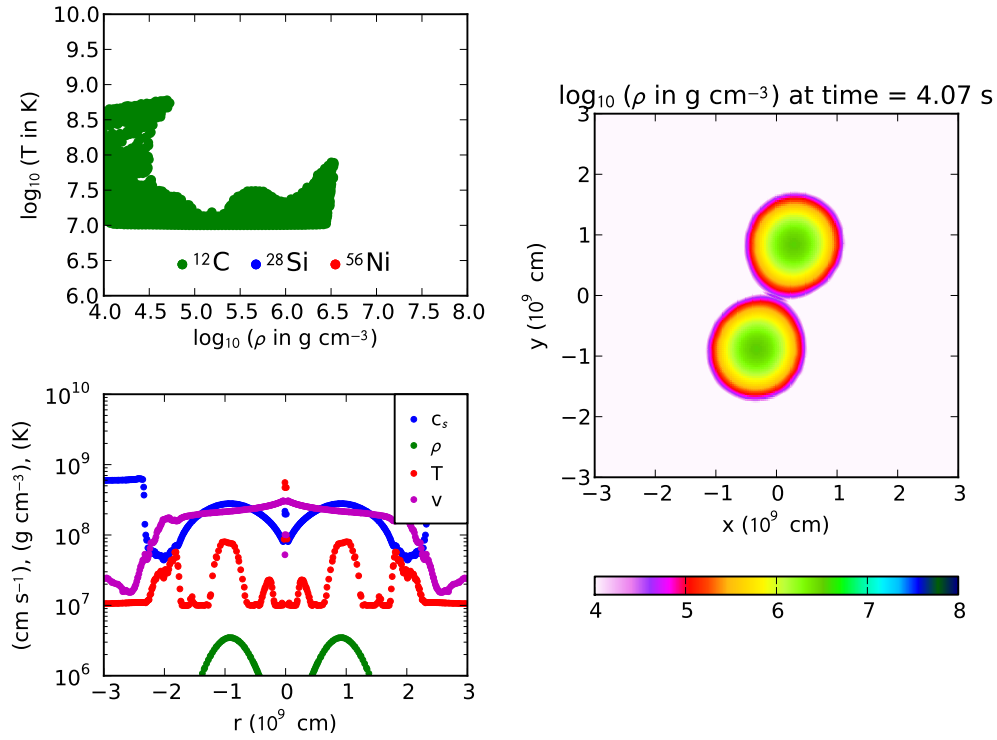 10.0
9.5
9.0
8.5
8.0
7.5
7.0
6.5
6.0
log₁₀ (T in K)
¹²C ²⁸Si ⁵⁶Ni
4.0 4.5 5.0 5.5 6.0 6.5 7.0 7.5 8.0
log₁₀ (ρ in g cm⁻³)
log₁₀ (ρ in g cm⁻³) at time = 4.07 s
3
2
1
0
−1
−2
−3
y (10⁹ cm)
−3 −2 −1 0 1 2 3
x (10⁹ cm)
4 5 6 7 8
10¹⁰
10⁹
10⁸
10⁷
10⁶
(cm s⁻¹), (g cm⁻³), (K)
c_s
ρ
T
v
−3 −2 −1 0 1 2 3
r (10⁹ cm)